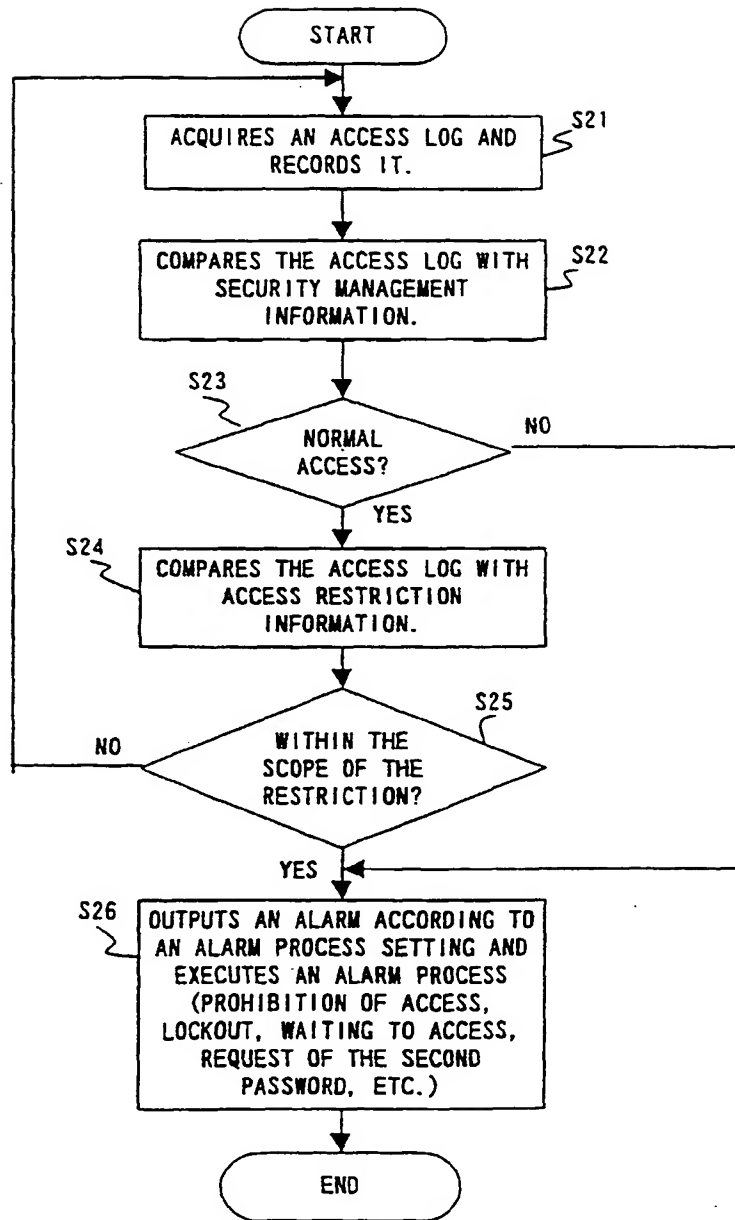 START
S21
ACQUIRES AN ACCESS LOG AND
RECORDS IT.
S22
COMPARES THE ACCESS LOG WITH
SECURITY MANAGEMENT
INFORMATION.
S23
NORMAL
ACCESS?
NO
YES
S24
COMPARES THE ACCESS LOG WITH
ACCESS RESTRICTION
INFORMATION.
S25
NO
WITHIN THE
SCOPE OF THE
RESTRICTION?
YES
S26
OUTPUTS AN ALARM ACCORDING TO
AN ALARM PROCESS SETTING AND
EXECUTES AN ALARM PROCESS
(PROHIBITION OF ACCESS,
LOCKOUT, WAITING TO ACCESS,
REQUEST OF THE SECOND
PASSWORD, ETC.)
END